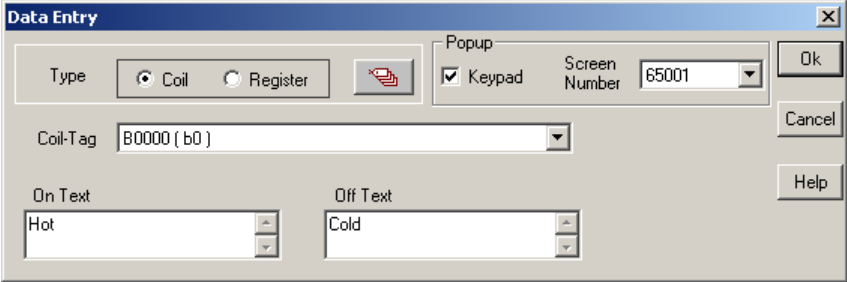 Data Entry
Type
Coil
Register
Popup
Keypad
Screen
Number
65001
Ok
Coil-Tag
B0000 ( b0 )
Cancel
Help
On Text
Off Text
Hot
Cold